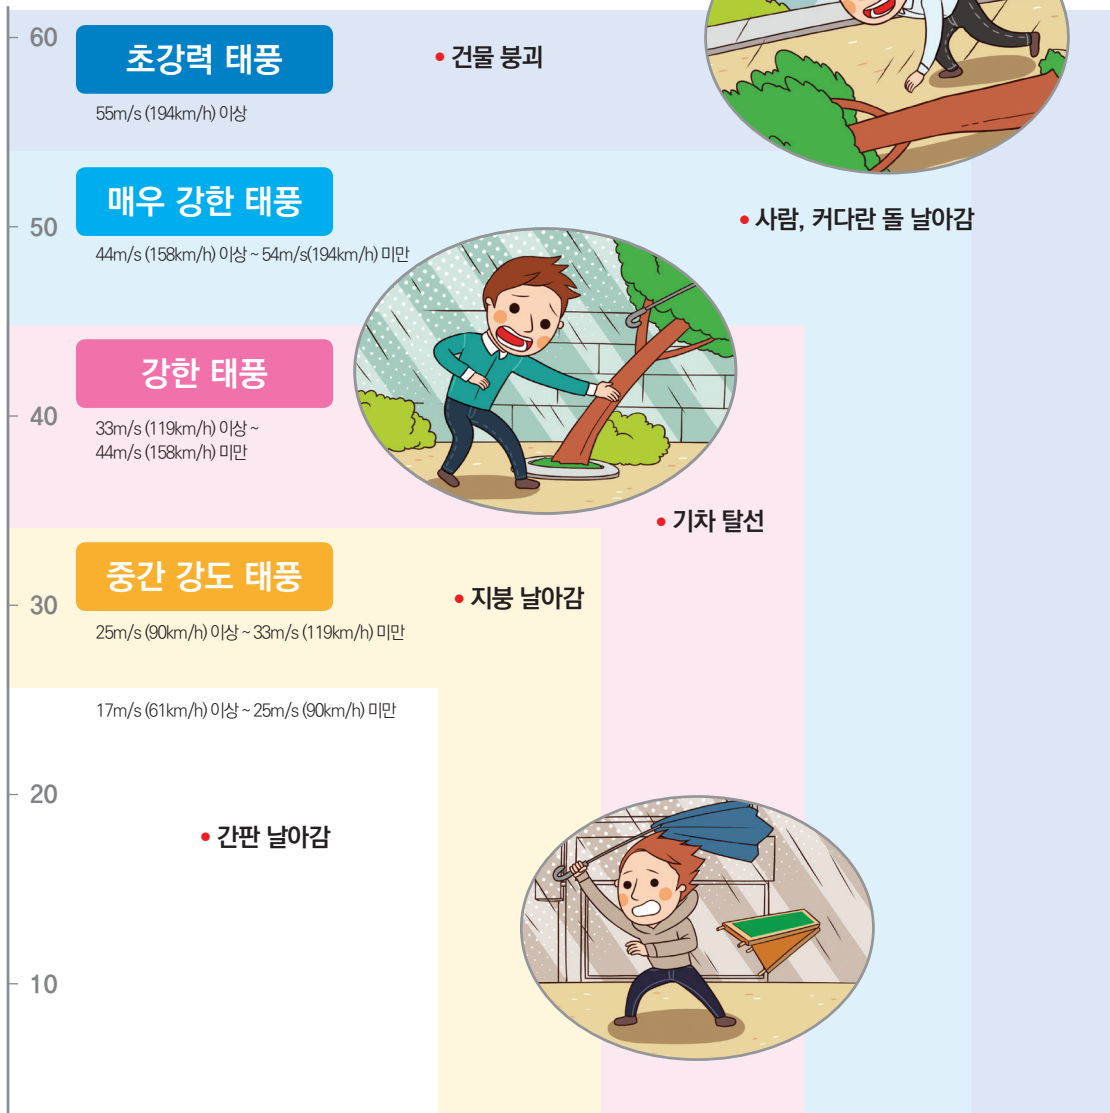 60
초강력 태풍
• 건물 붕괴
55m/s (194km/h) 이상
매우 강한 태풍
50
• 사람, 커다란 돌 날아감
44m/s (158km/h) 이상 ~ 54m/s(194km/h) 미만
강한 태풍
40
33m/s (119km/h) 이상 ~
44m/s (158km/h) 미만
• 기차 탈선
중간 강도 태풍
30
• 지붕 날아감
25m/s (90km/h) 이상 ~ 33m/s (119km/h) 미만
17m/s (61km/h) 이상 ~ 25m/s (90km/h) 미만
20
• 간판 날아감
10